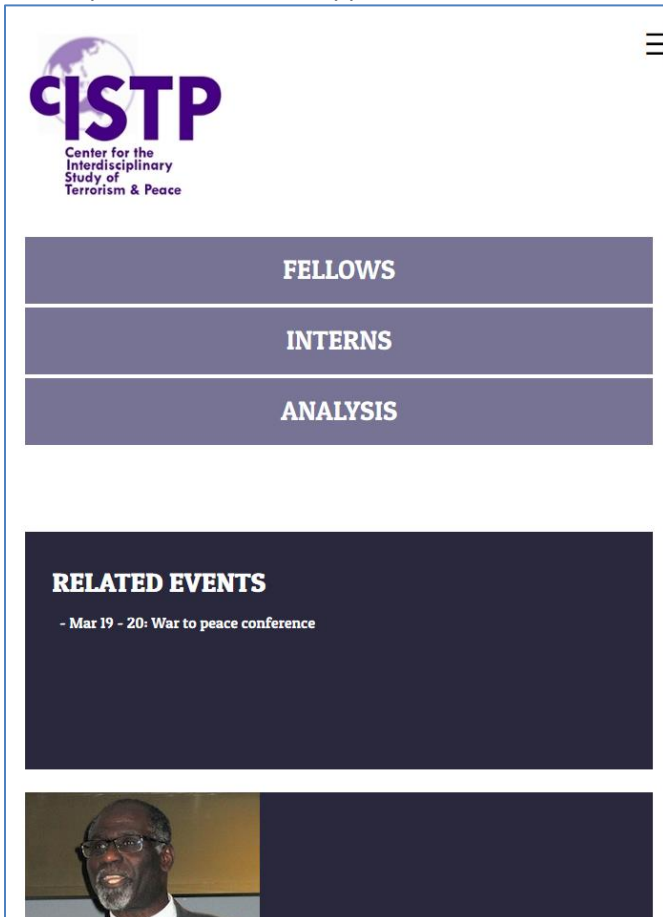 cISTP
Center for the
Interdisciplinary
Study of
Terrorism & Peace
FELLOWS
INTERNS
ANALYSIS
RELATED EVENTS
- Mar 19 - 20: War to peace conference